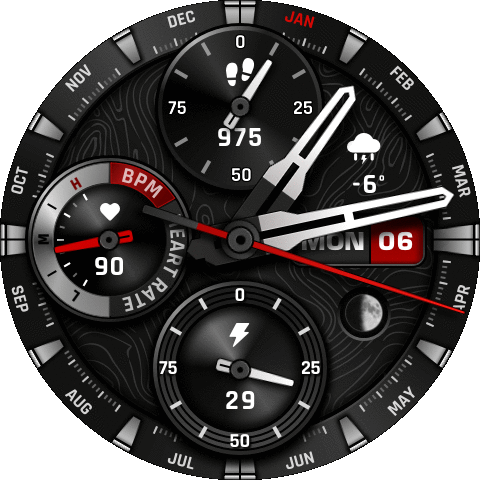 DEC
JAN
NOV
FEB
0
75
25
975
50
-6°
OCT
MAR
H
BPM
M
90
L
HEART RATE
MON 06
SEP
APR
0
75
25
29
50
AUG
MAY
JUL
JUN